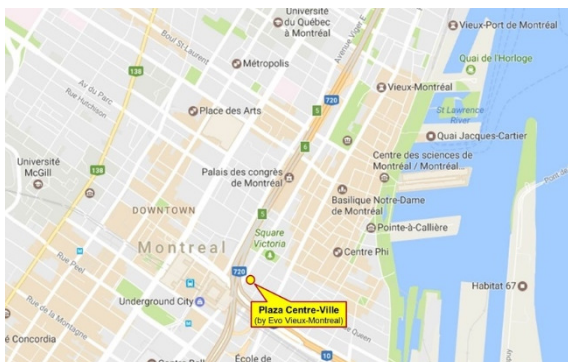 Université
du Québec
à Montréal
Vieux-Port de Montréal
Boul St Laurent
Avenue Viger E
Métropolis
Quai de l'Horloge
138
Av du Parc
Rue Hutchison
720
Vieux-Montréal
Place des Arts
5
St Lawrence
River
Quai Jacques-Cartier
Université
McGill
138
6
Centre des sciences de
Montréal / Montréal...
Palais des congrès
de Montréal
Pont de
Basilique Notre-Dame
de Montréal
DOWNTOWN
5
Square
Victoria
Pointe-à-Callière
Montreal
Centre Phi
Rue Peel
720
Habitat 67
Underground City
Plaza Centre-Ville
(by Evo Vieux-Montreal)
Rue de la Montagne
Queen
Concordia
École de
10